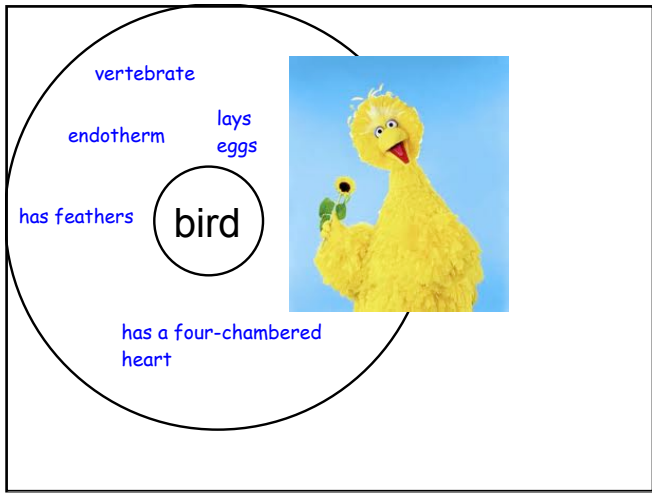 vertebrate
lays
eggs
endotherm
has feathers
bird
has a four-chambered
heart